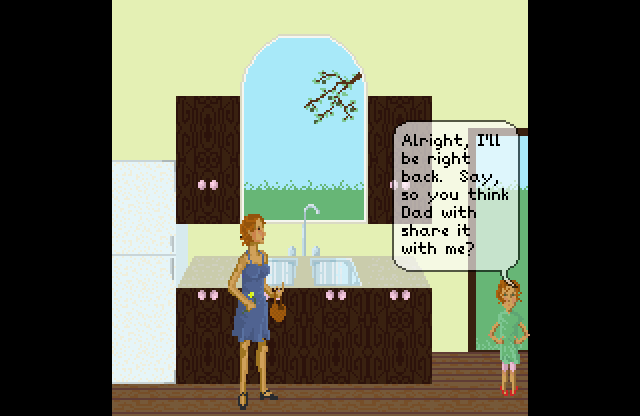 Alright, I'll
be right
back. Say,
so you think
Dad with
share it
with me?